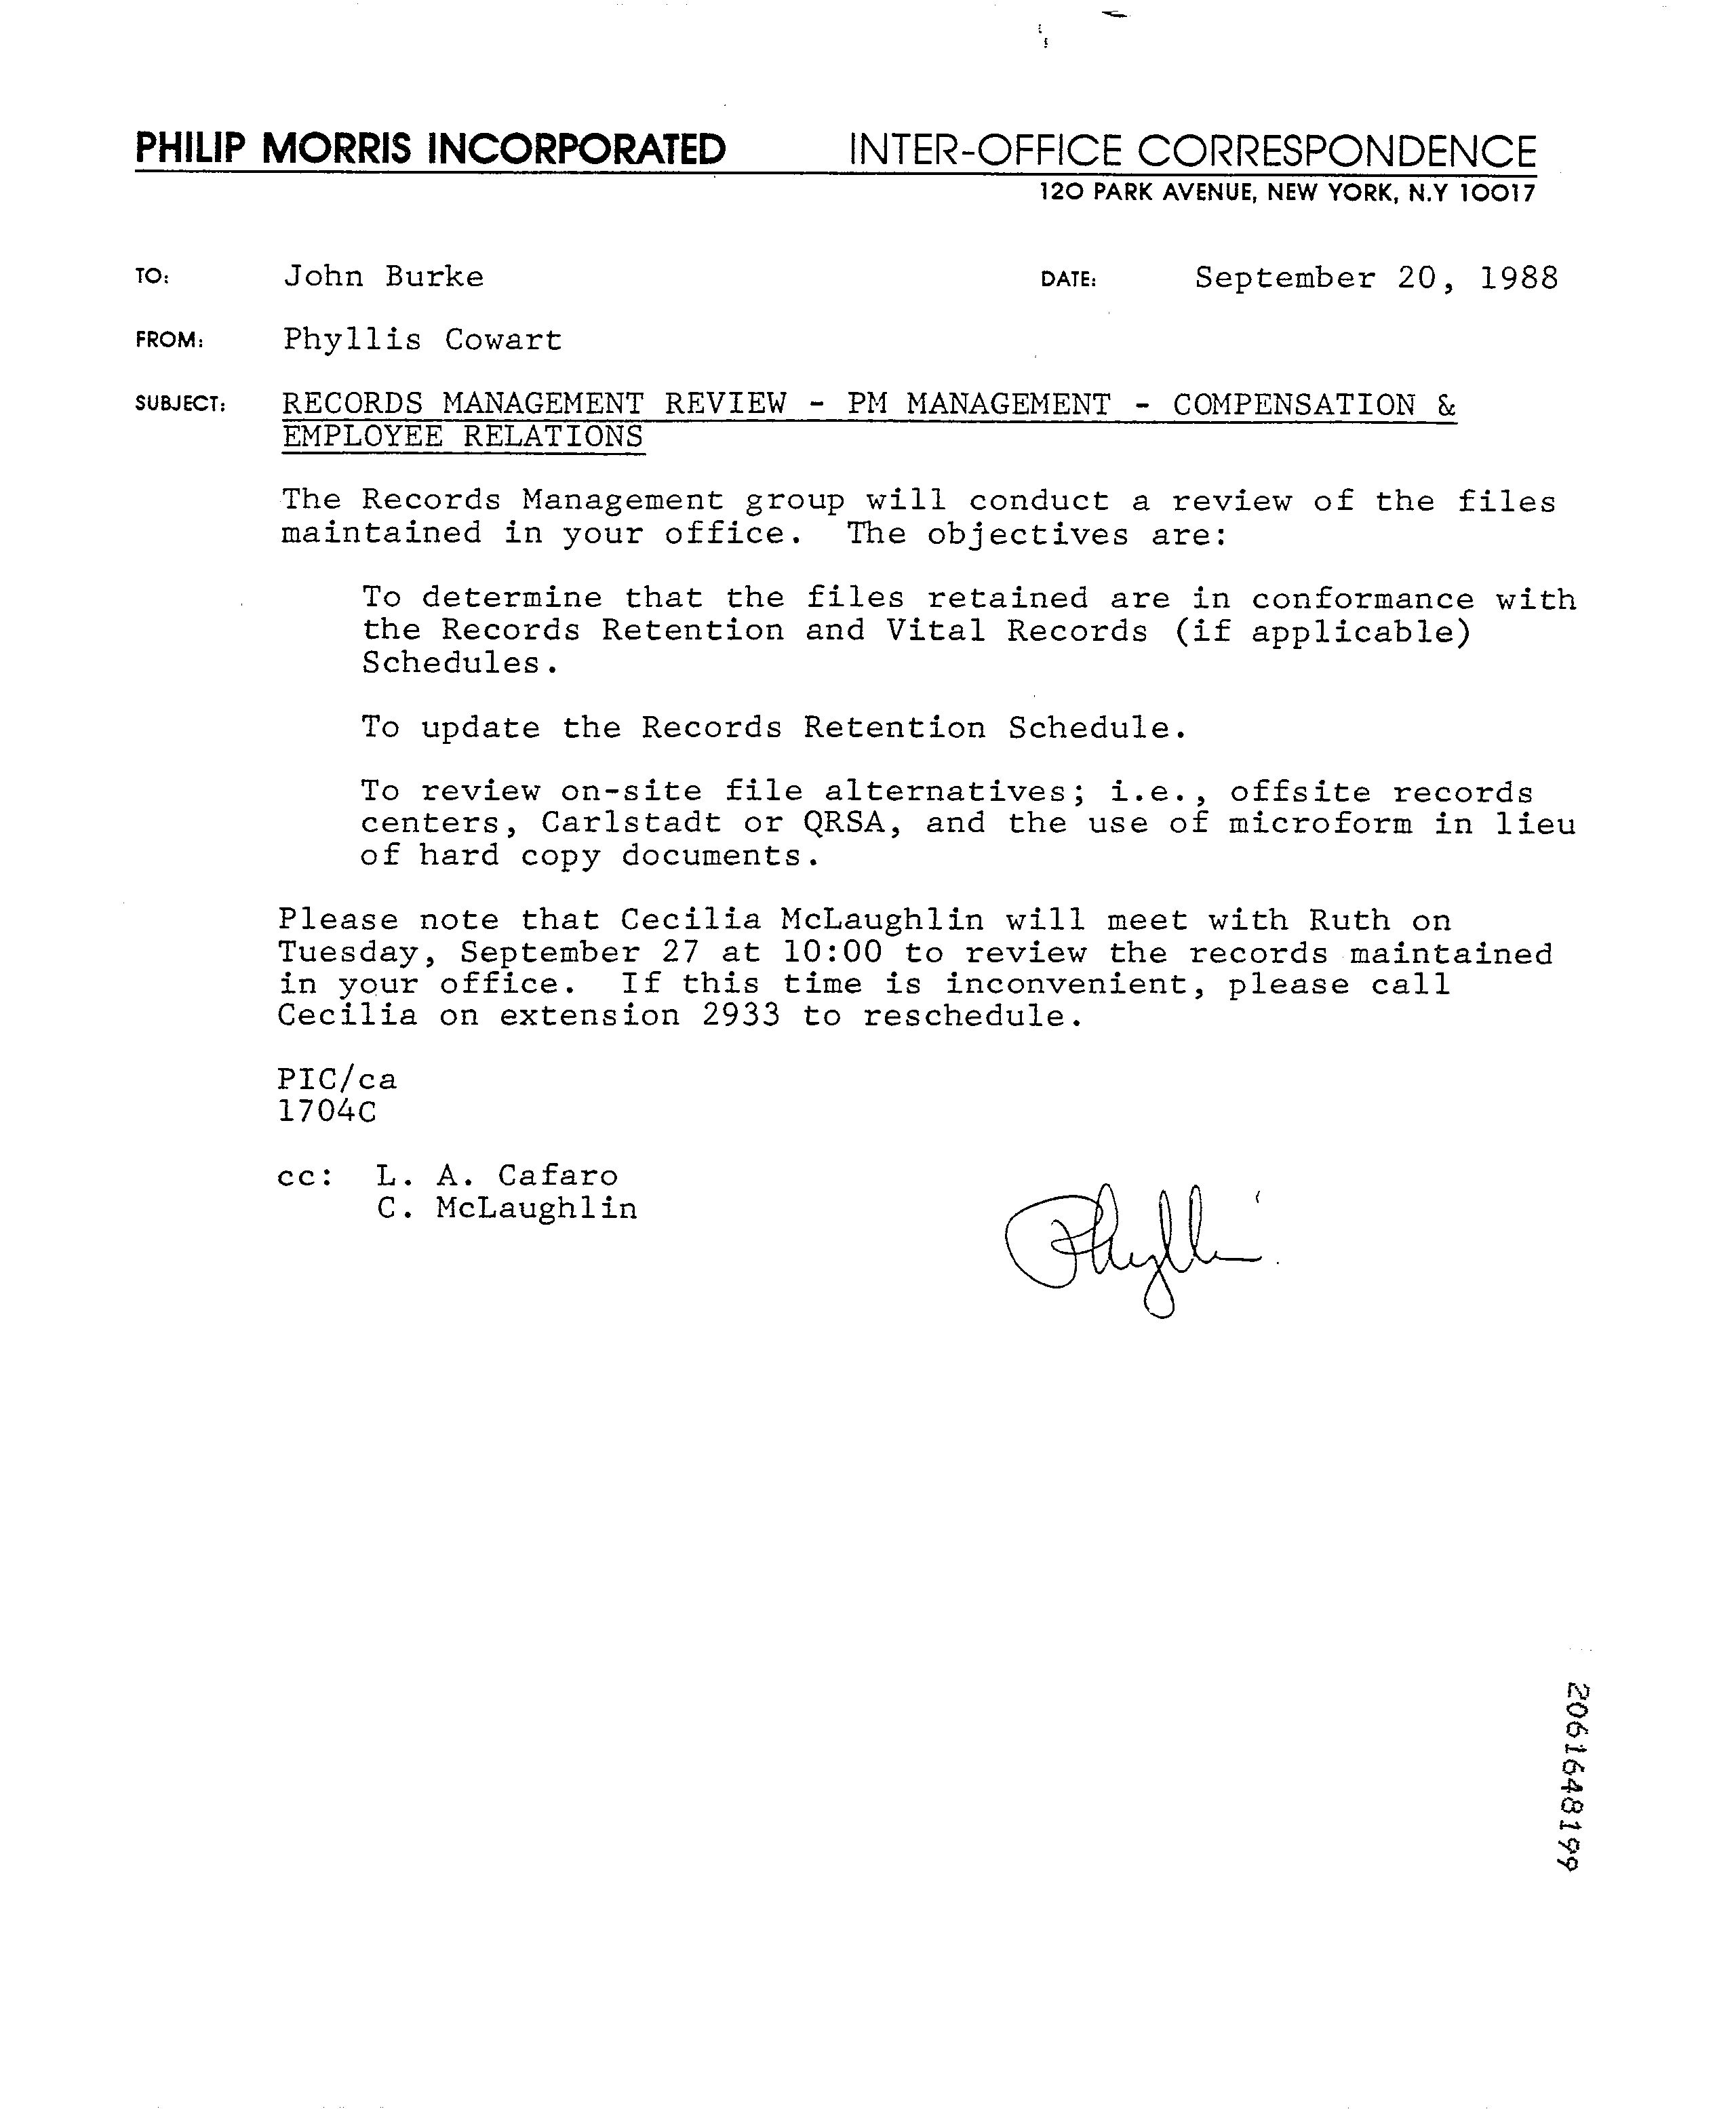 PHILIP MORRIS INCORPORATED INTER-OFFICE CORRESPONDENCE
120 PARK AVENUE, NEW YORK, N.Y 10017
TO: John Burke DATE: September 20, 1988
FROM: Phyllis Cowart
SUBJECT: RECORDS MANAGEMENT REVIEW - PM MANAGEMENT - COMPENSATION &
EMPLOYEE RELATIONS
The Records Management group will conduct a review of the files
maintained in your office. The objectives are:
To determine that the files retained are in conformance with
the Records Retention and Vital Records (if applicable)
Schedules.
To update the Records Retention Schedule.
To review on-site file alternatives; i.e., offsite records
centers, Carlstadt or QRSA, and the use of microform in lieu
of hard copy documents.
Please note that Cecilia McLaughlin will meet with Ruth on
Tuesday, September 27 at 10:00 to review the records maintained
in your office. If this time is inconvenient, please call
Cecilia on extension 2933 to reschedule.
PIC/ca
1704C
cc: L. A. Cafaro
C. McLaughlin
Phyllis
2061648199